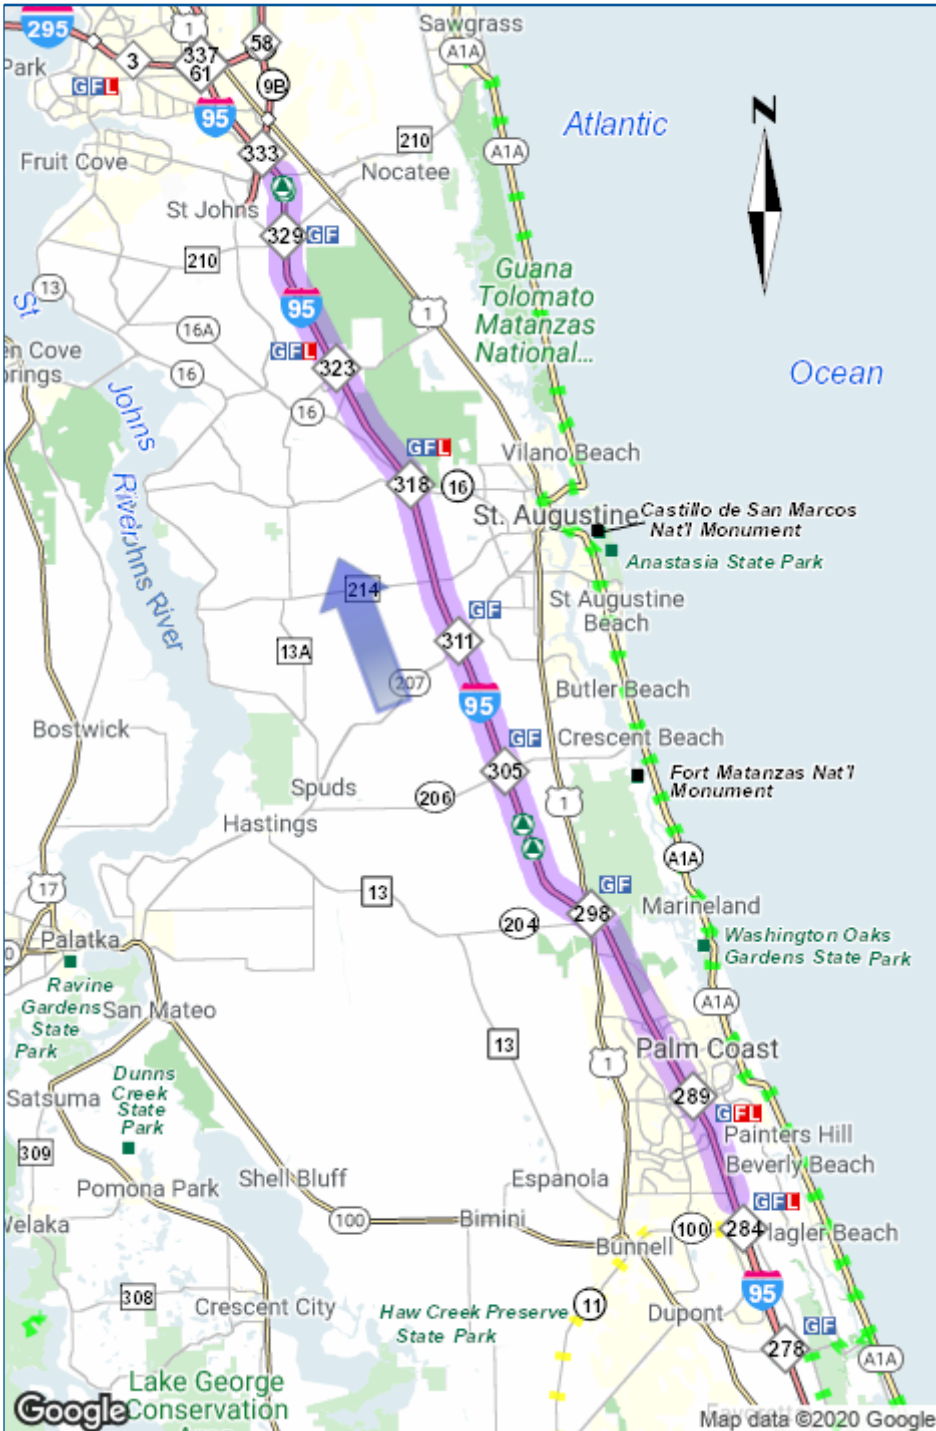 295
1
58
Sawgrass
A1A
3
337
61
Park
GFL
9B
95
Atlantic
N
333
210
A1A
Fruit Cove
Nocatee
St Johns
329
GF
210
Guana
Tolomato
Matanzas
National...
13
St
95
1
16A
en Cove
rings
GFL
323
Ocean
16
Johns
16
GFL
Vilano Beach
318
16
River
St. Augustine
Castillo de San Marcos
Nat'l Monument
Anastasia State Park
Johns River
214
St Augustine
Beach
GF
311
13A
207
Butler Beach
95
Bostwick
GF
Crescent Beach
305
Fort Matanzas Nat'l
Monument
Spuds
206
1
Hastings
A1A
17
13
GF
298
Marineland
204
Palatka
Washington Oaks
Gardens State Park
0
Ravine
Gardens
State
Park
San Mateo
A1A
13
Palm Coast
1
Dunns
Creek
State
Park
Satsuma
289
GFL
309
Painters Hill
Beverly Beach
Shell Bluff
Espanola
Pomona Park
GFL
Welaka
100
Bimini
100
284
lagler Beach
Bunnell
95
308
Crescent City
Haw Creek Preserve
State Park
11
Dupont
GF
278
A1A
Lake George
Conservation
Google
Favoretta
Map data ©2020 Google